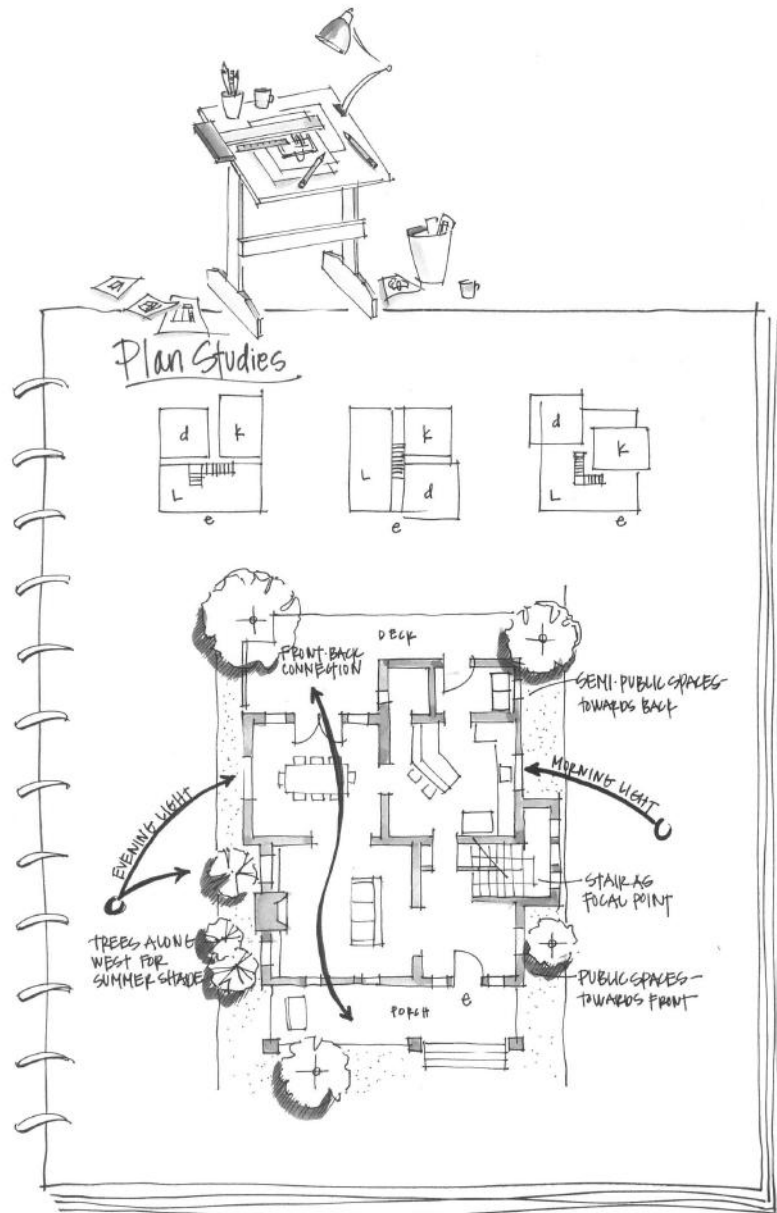 Plan Studies
d
k
L
e
L
k
d
e
d
k
L
e
DECK
FRONT-BACK
CONNECTION
SEMI-PUBLIC SPACES-
TOWARDS BACK
EVENING LIGHT
MORNING LIGHT
STAIR AS
FOCAL POINT
TREES ALONG
WEST FOR
SUMMER SHADE
PUBLIC SPACES-
TOWARDS FRONT
e
PORCH